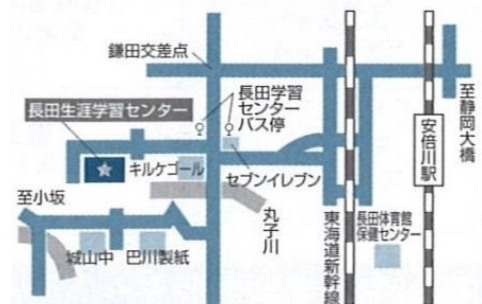 鎌田交差点
長田学習
センター
バス停
至静岡大橋
長田生涯学習センター
安倍川駅
キルケゴール
セブンイレブン
至小坂
丸子川
東海道新幹線
長田体育館
保健センター
城山中
巴川製紙